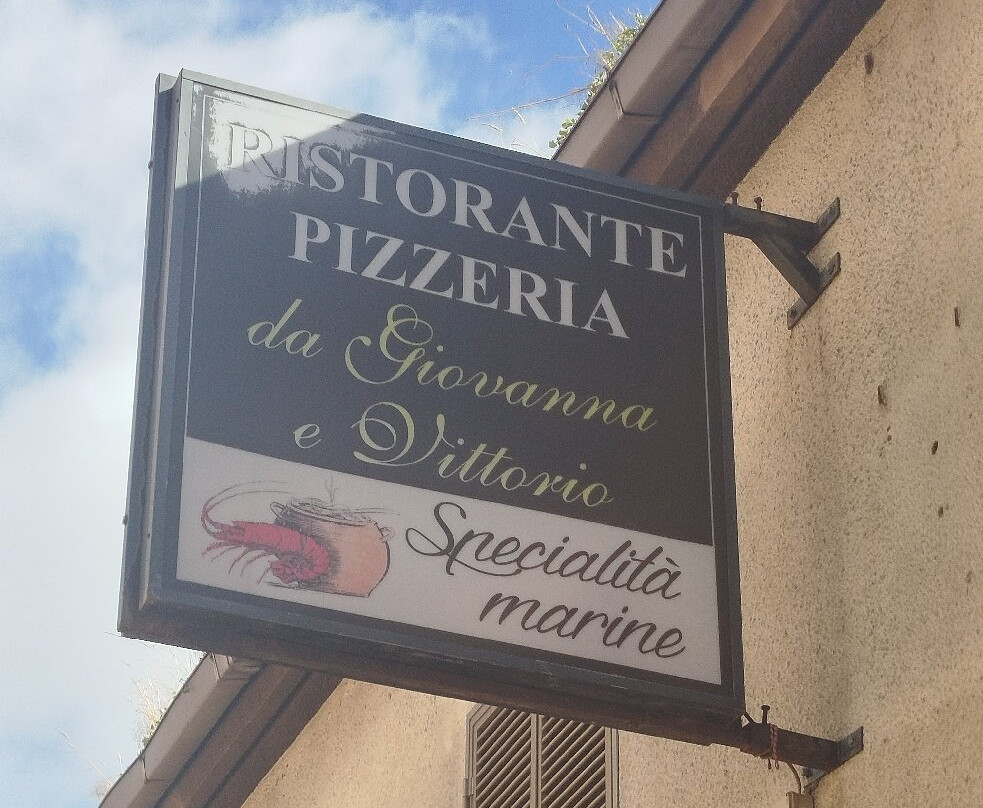 RISTORANTE
PIZZERIA
da Giovanna
e Vittorio
Specialità
marine